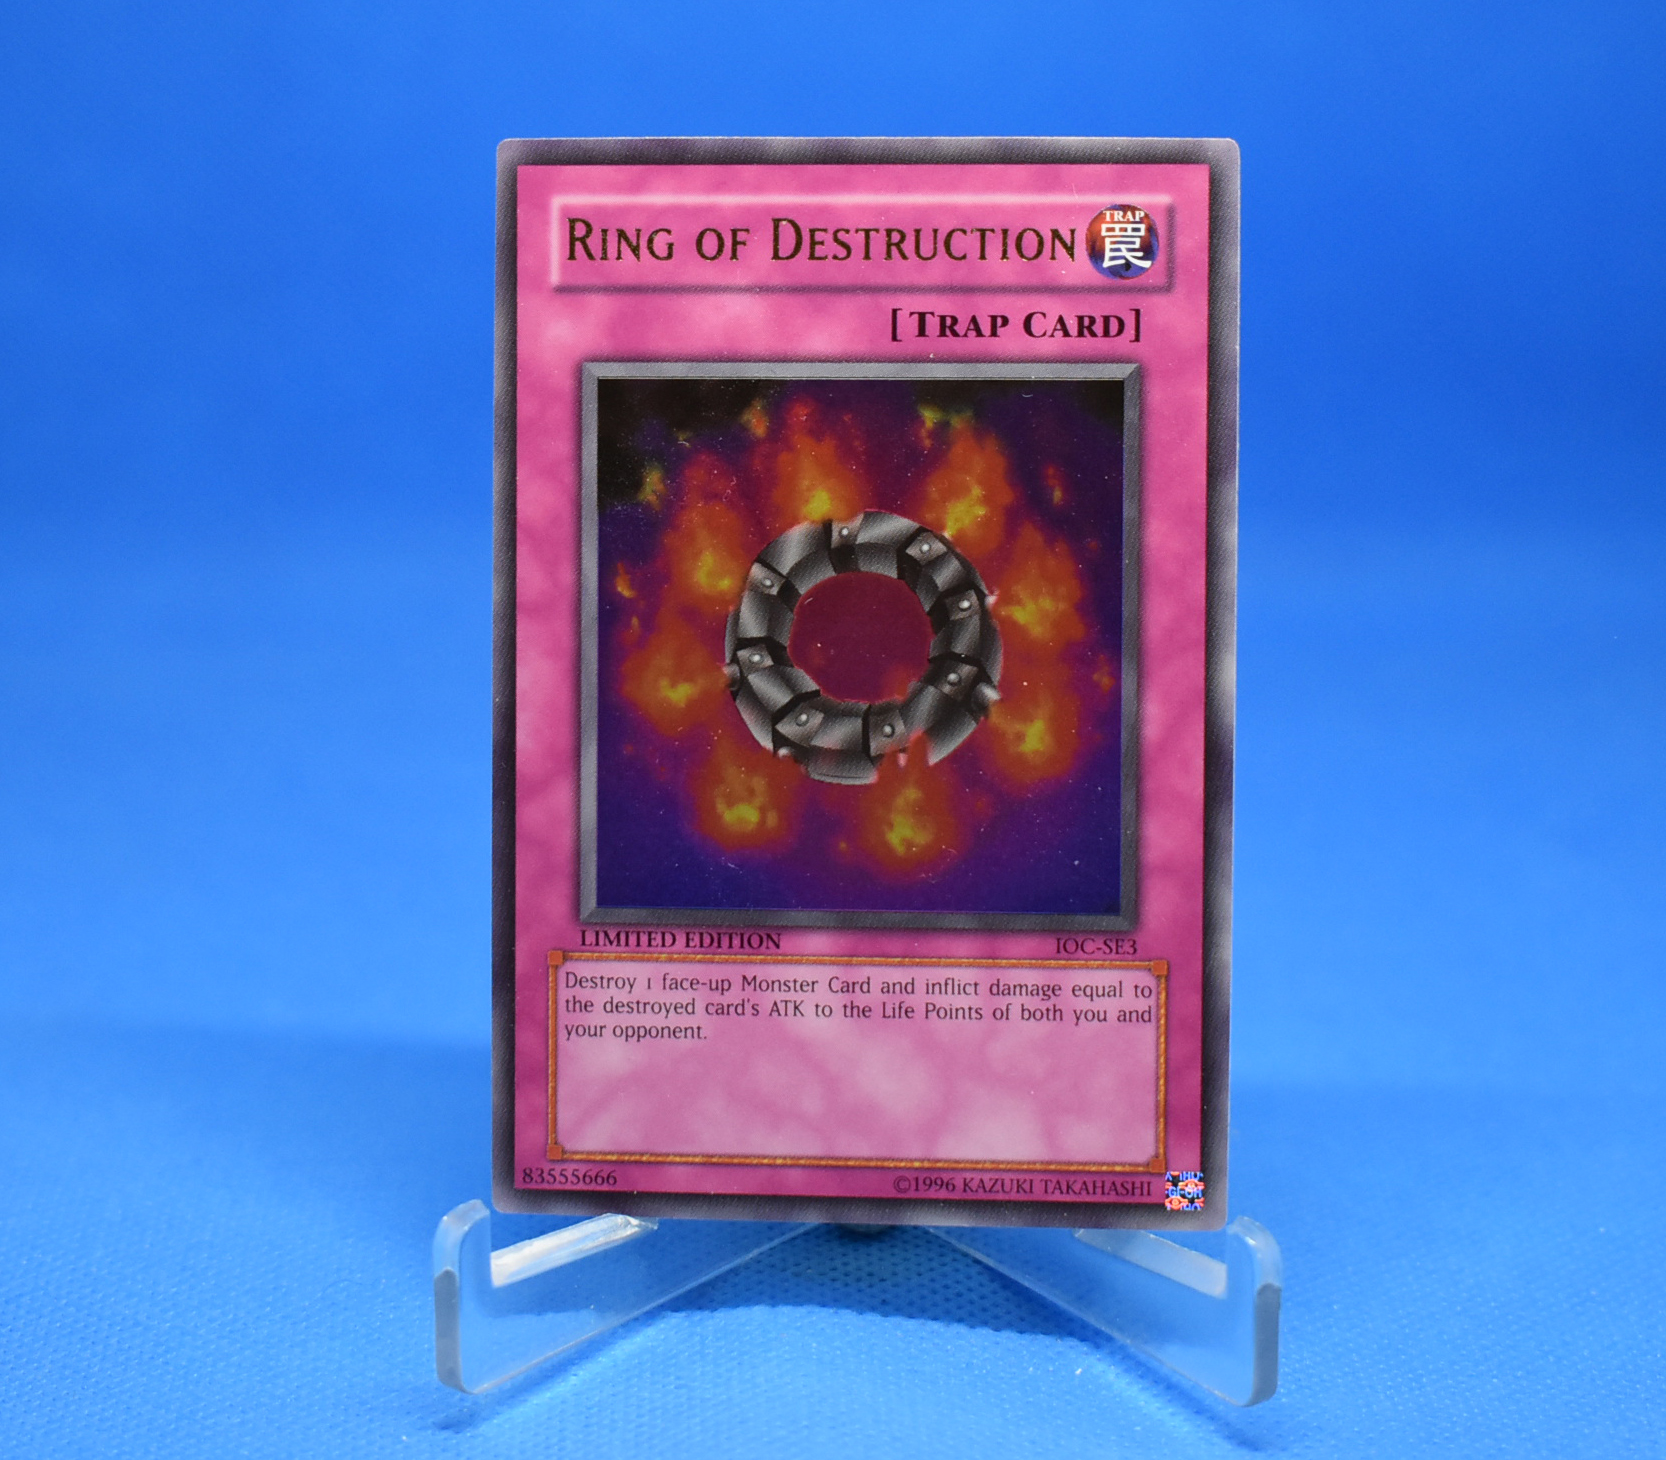 RING OF DESTRUCTION
TRAP
罠
[TRAP CARD]
LIMITED EDITION
IOC-SE3
Destroy 1 face-up Monster Card and inflict damage equal to
the destroyed card's ATK to the Life Points of both you and
your opponent.
83555666
©1996 KAZUKI TAKAHASHI